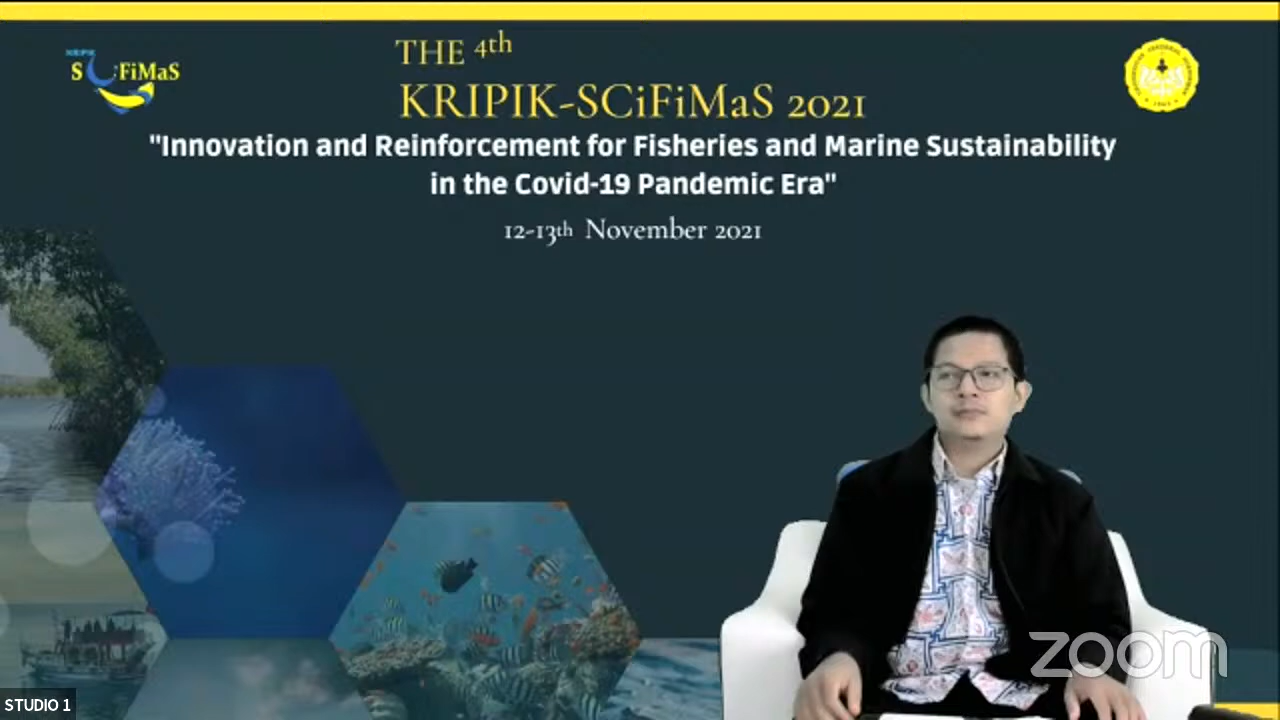 KRIPIK
SCiFiMaS
THE 4th
KRIPIK-SCiFiMaS 2021
"Innovation and Reinforcement for Fisheries and Marine Sustainability
in the Covid-19 Pandemic Era"
12-13th November 2021
zoom
STUDIO 1